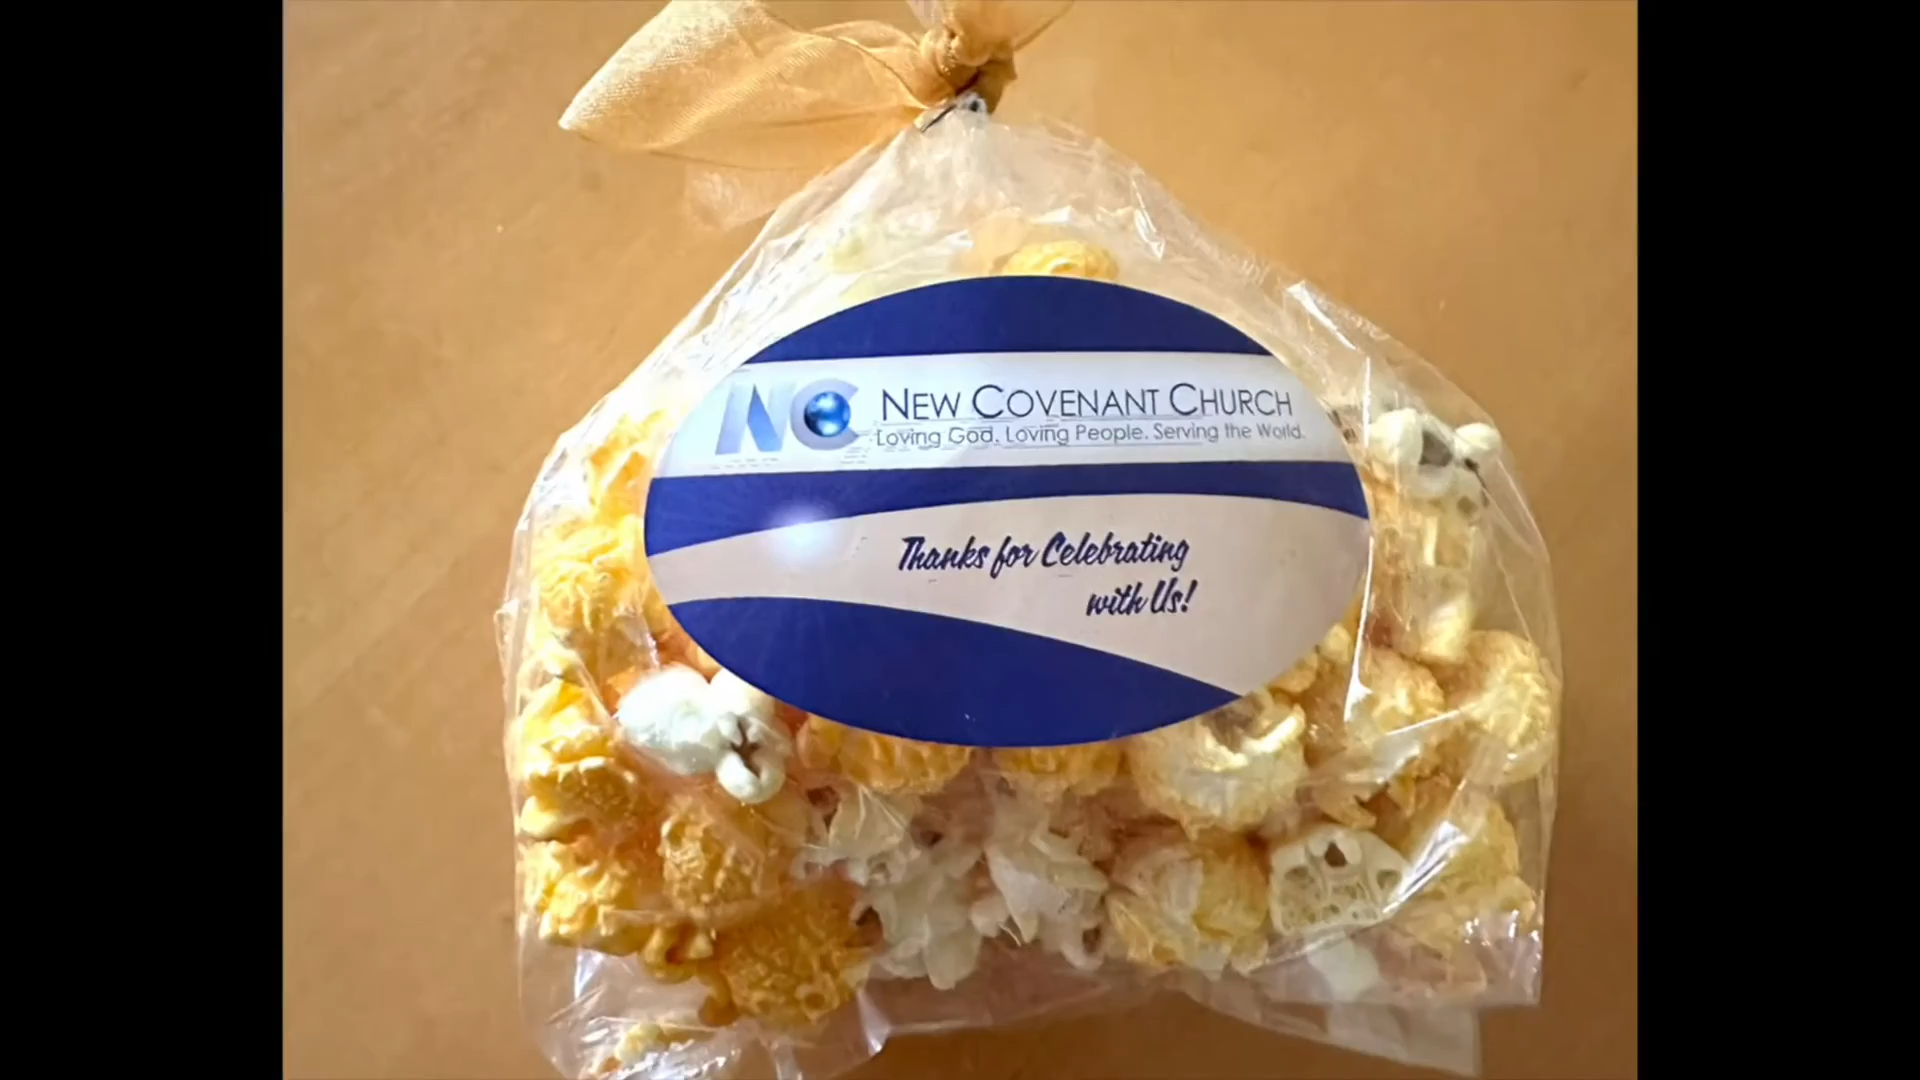 NC NEW COVENANT CHURCH
Loving God. Loving People. Serving the World.
Thanks for Celebrating
with Us!